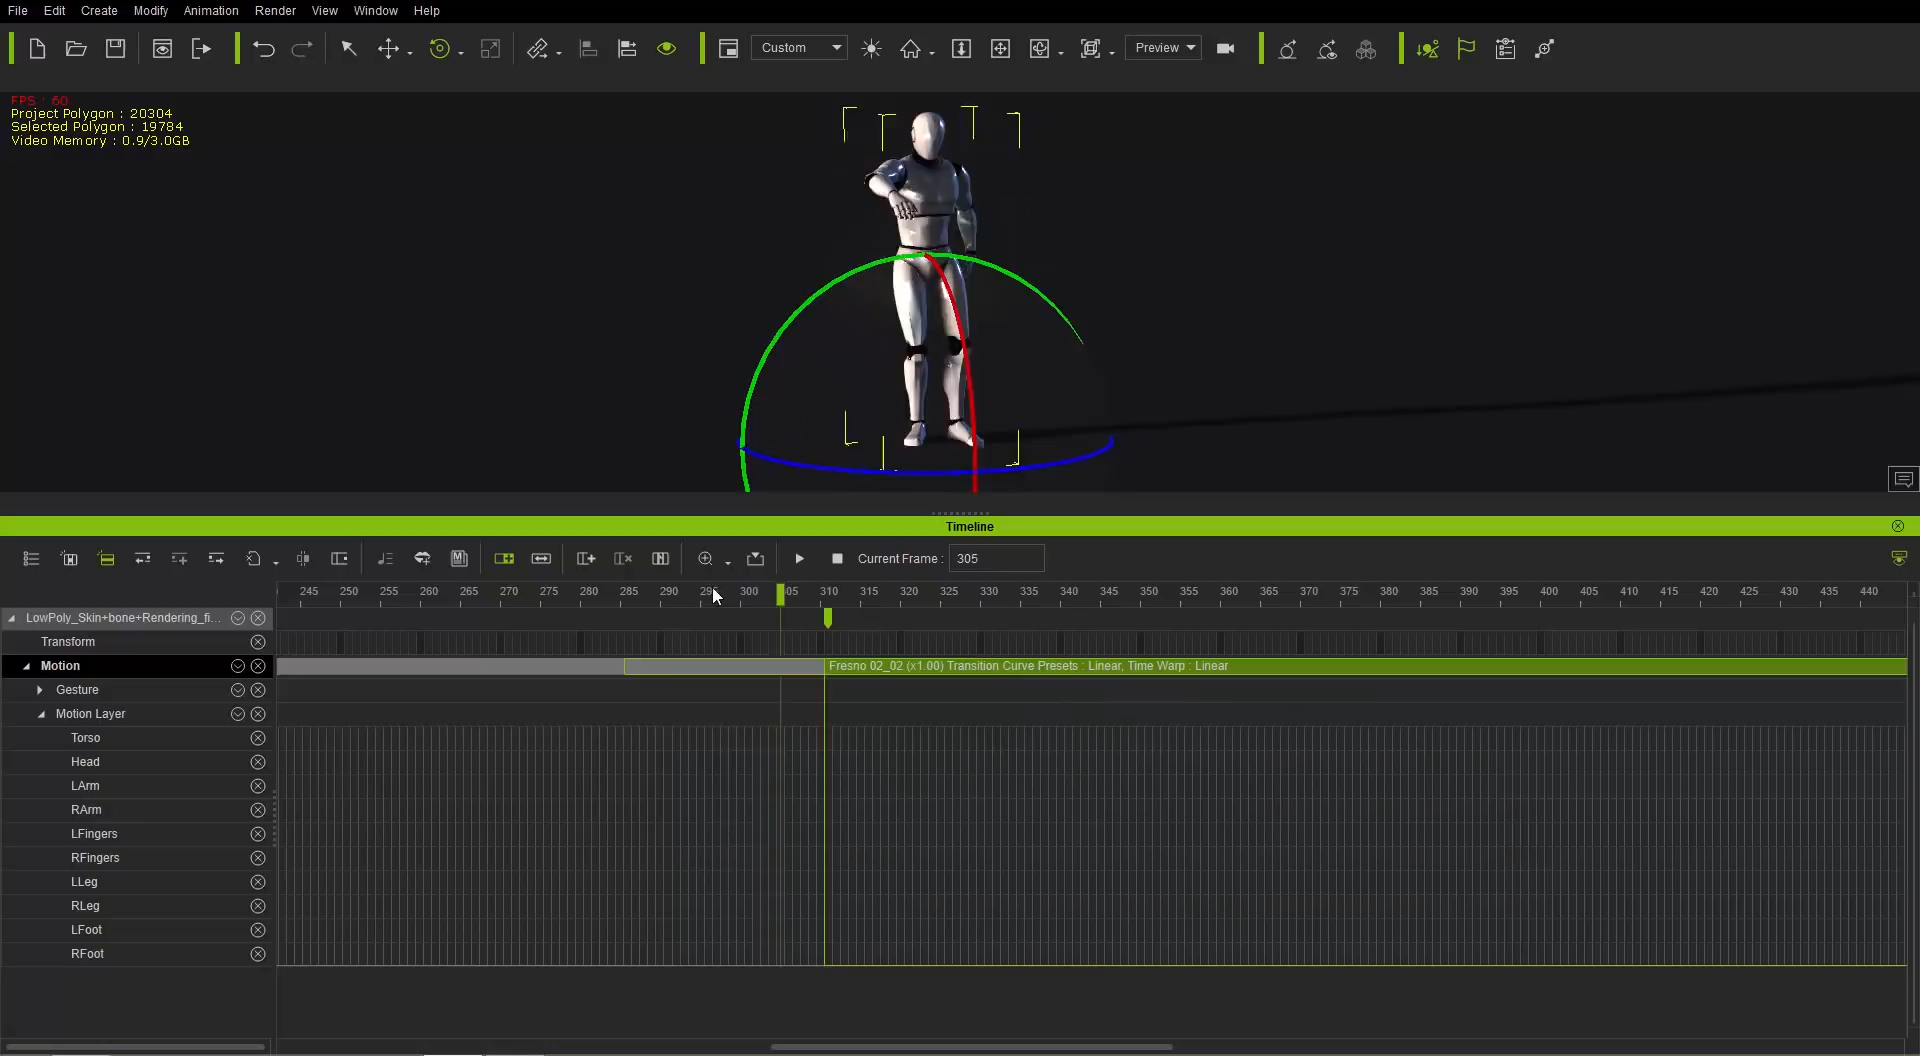 File Edit Create Modify Animation Render View Window Help
Custom Preview
FPS : 60
Project Polygon : 20304
Selected Polygon : 19784
Video Memory : 0.9/3.0GB
Timeline
Current Frame : 305
245 250 255 260 265 270 275 280 285 290 295 300 305 310 315 320 325 330 335 340 345 350 355 360 365 370 375 380 385 390 395 400 405 410 415 420 425 430 435 440
LowPoly_Skin+bone+Rendering_fi...
Transform
Motion
Fresno 02_02 (x1.00) Transition Curve Presets : Linear, Time Warp : Linear
Gesture
Motion Layer
Torso
Head
LArm
RArm
LFingers
RFingers
LLeg
RLeg
LFoot
RFoot